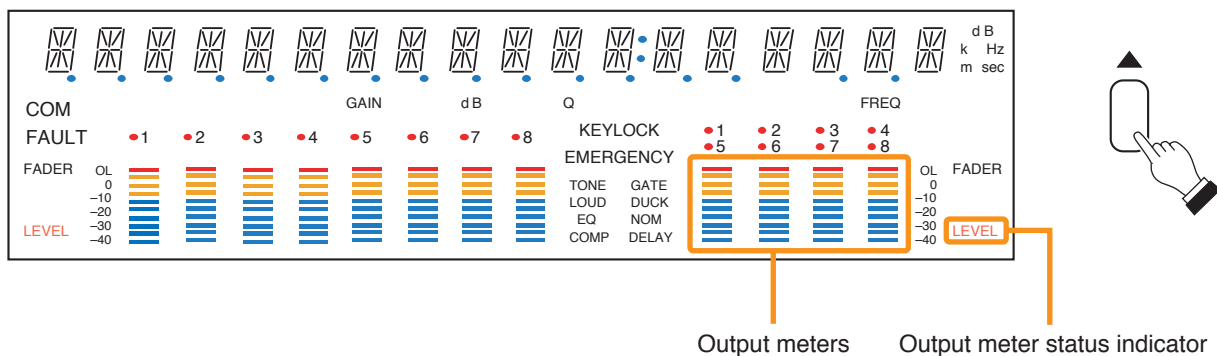 d B
k Hz
m sec
COM GAIN d B Q FREQ
FAULT 1 2 3 4 5 6 7 8 KEYLOCK 1 2 3 4
EMERGENCY 5 6 7 8
FADER OL OL FADER
0 TONE GATE 0
–10 LOUD DUCK –10
–20 EQ NOM –20
LEVEL –30 –30 LEVEL
–40 COMP DELAY –40
Output meters Output meter status indicator